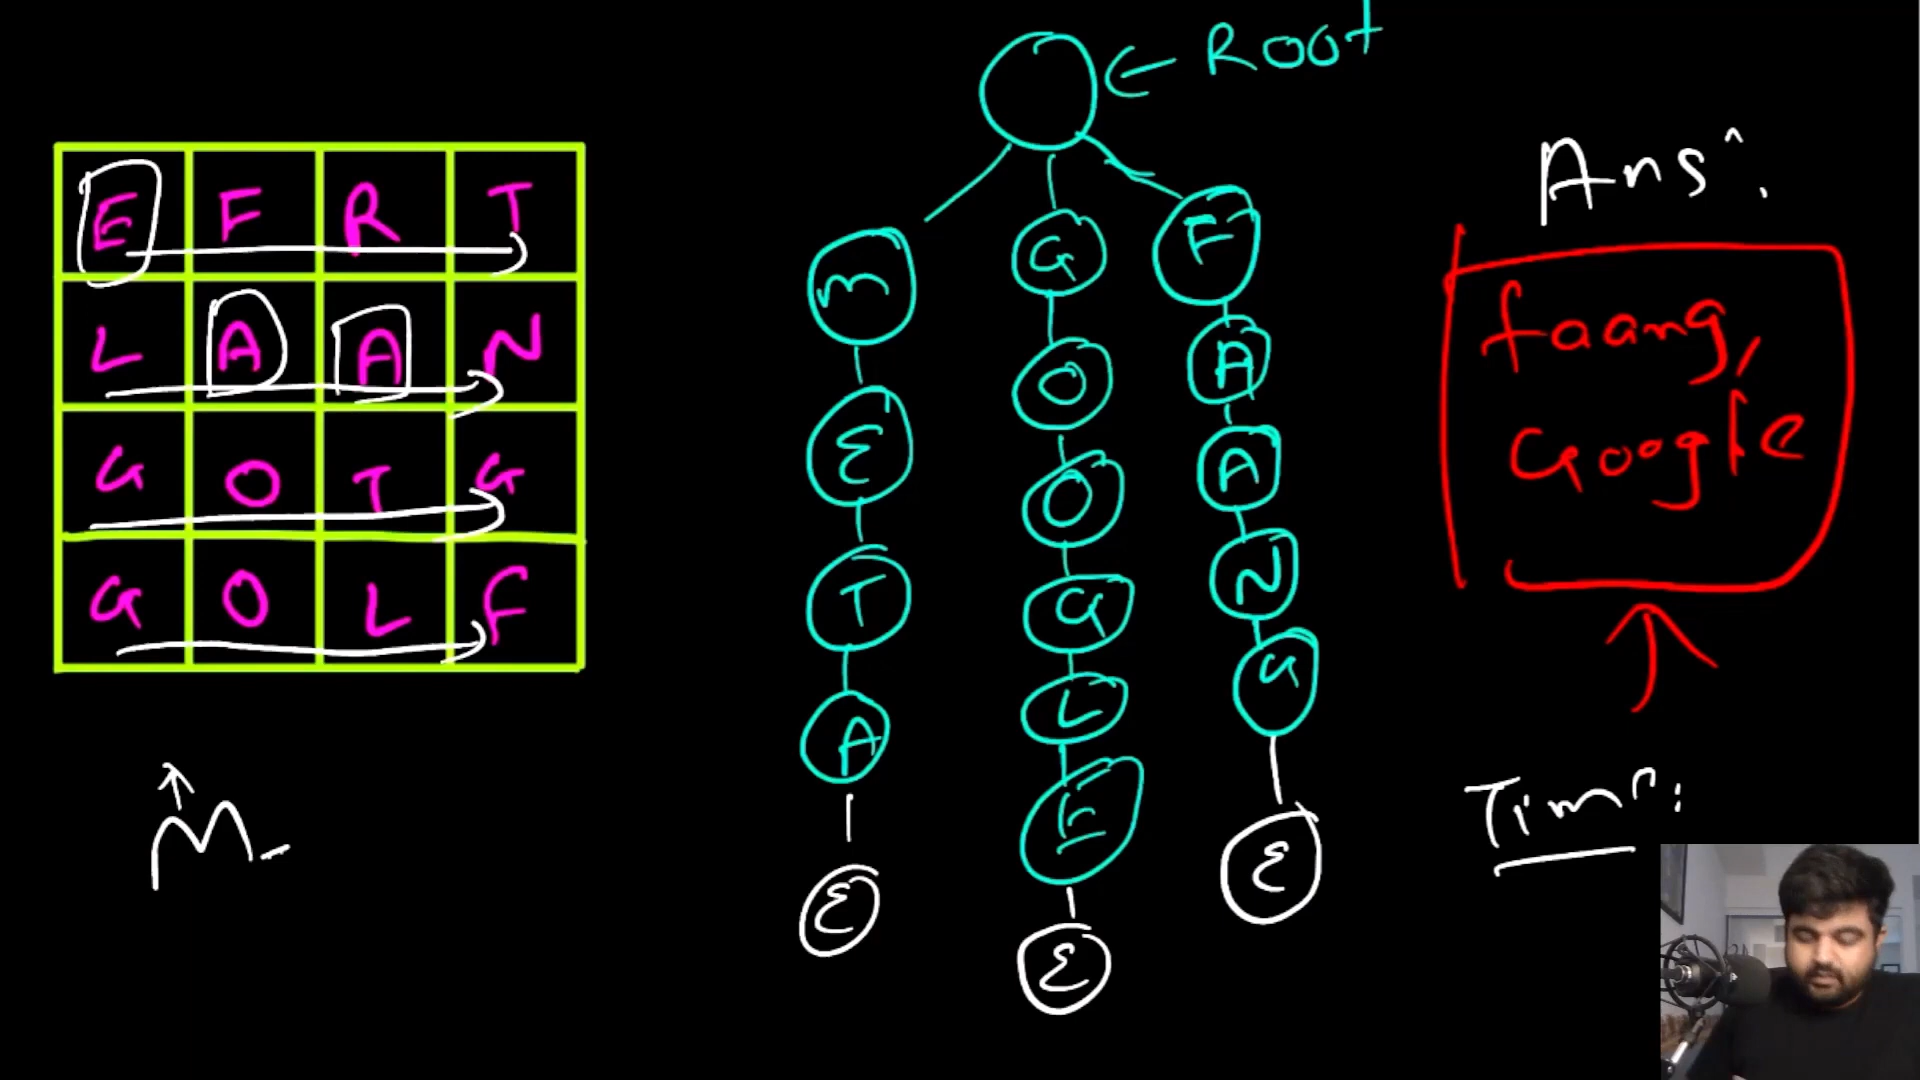 E F R T
L A A N
G O T G
G O L F
M
← Root
M G F
E O A
T O A
A G N
E L G
E E
E
Ans:
faang,
Google
Time: